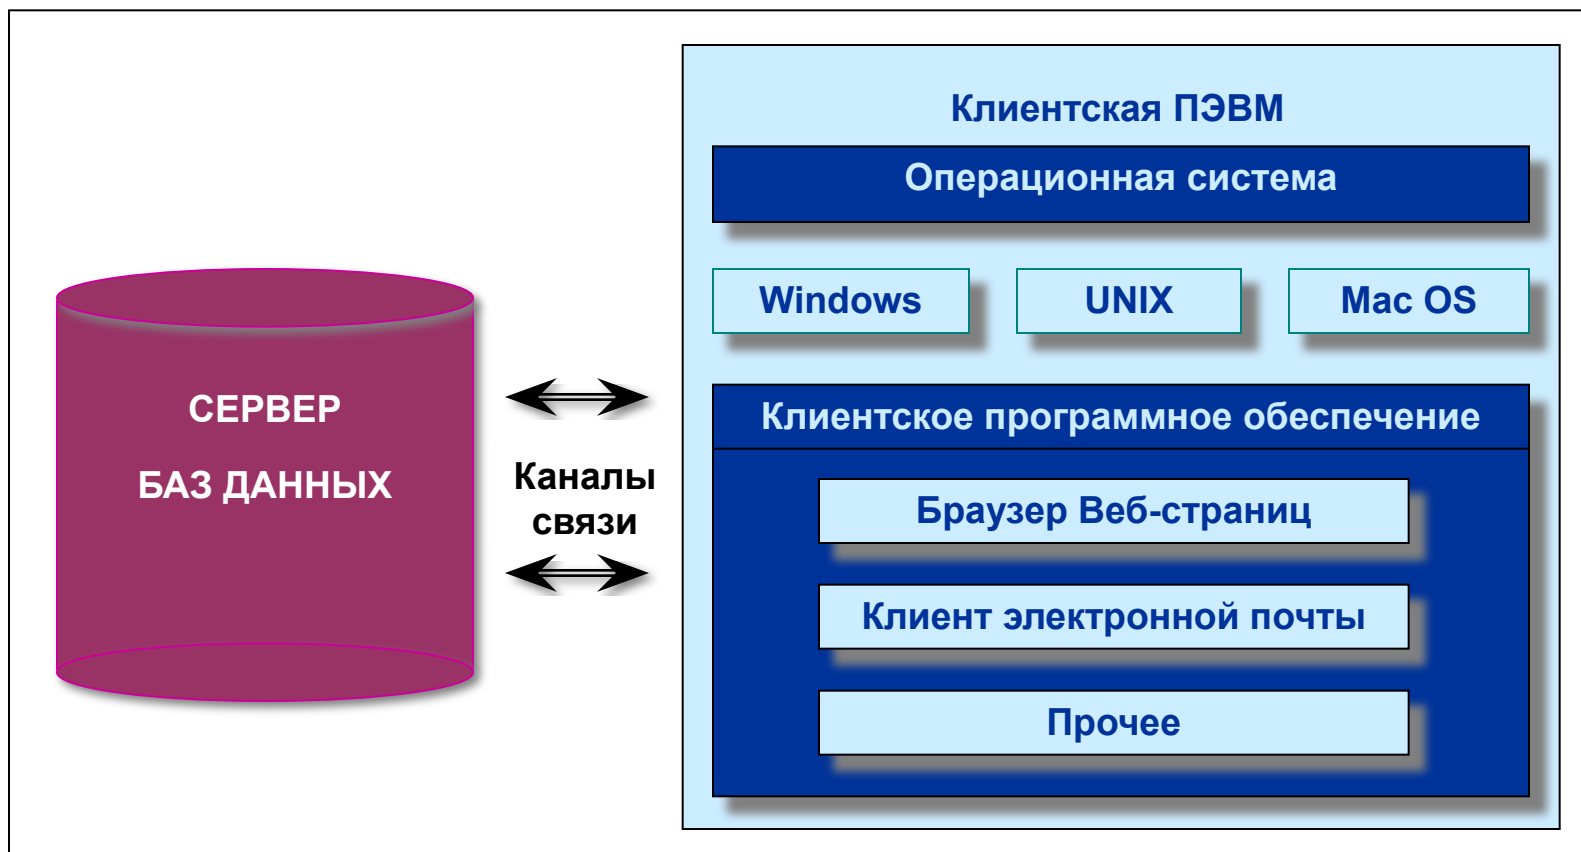 Клиентская ПЭВМ
Операционная система
Windows
UNIX
Mac OS
СЕРВЕР
БАЗ ДАННЫХ
Каналы
связи
Клиентское программное обеспечение
Браузер Веб-страниц
Клиент электронной почты
Прочее